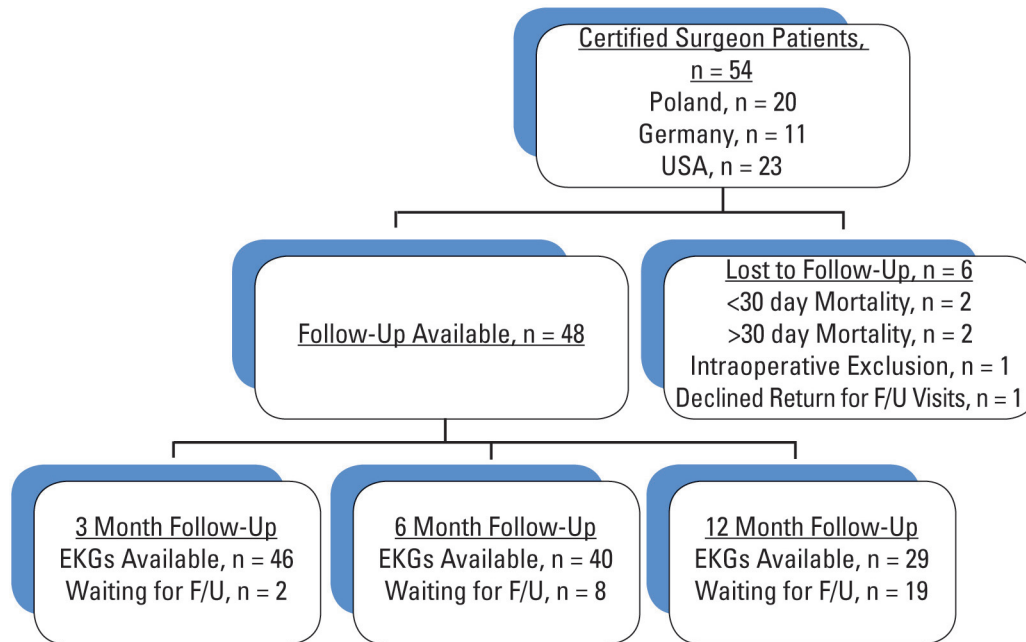 Certified Surgeon Patients,
n = 54
Poland, n = 20
Germany, n = 11
USA, n = 23
Follow-Up Available, n = 48
Lost to Follow-Up, n = 6
<30 day Mortality, n = 2
>30 day Mortality, n = 2
Intraoperative Exclusion, n = 1
Declined Return for F/U Visits, n = 1
3 Month Follow-Up
EKGs Available, n = 46
Waiting for F/U, n = 2
6 Month Follow-Up
EKGs Available, n = 40
Waiting for F/U, n = 8
12 Month Follow-Up
EKGs Available, n = 29
Waiting for F/U, n = 19